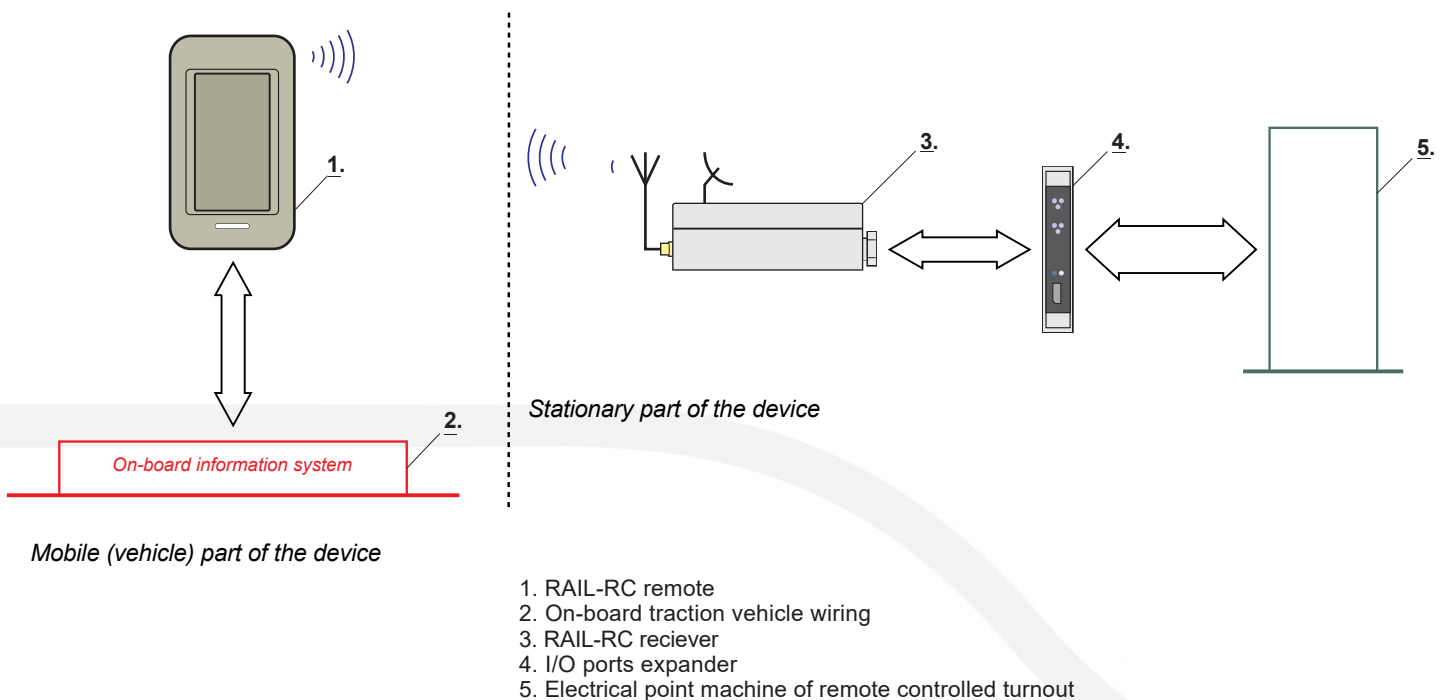 1.
3.
4.
5.
Stationary part of the device
2.
On-board information system
Mobile (vehicle) part of the device
1. RAIL-RC remote
2. On-board traction vehicle wiring
3. RAIL-RC reciever
4. I/O ports expander
5. Electrical point machine of remote controlled turnout